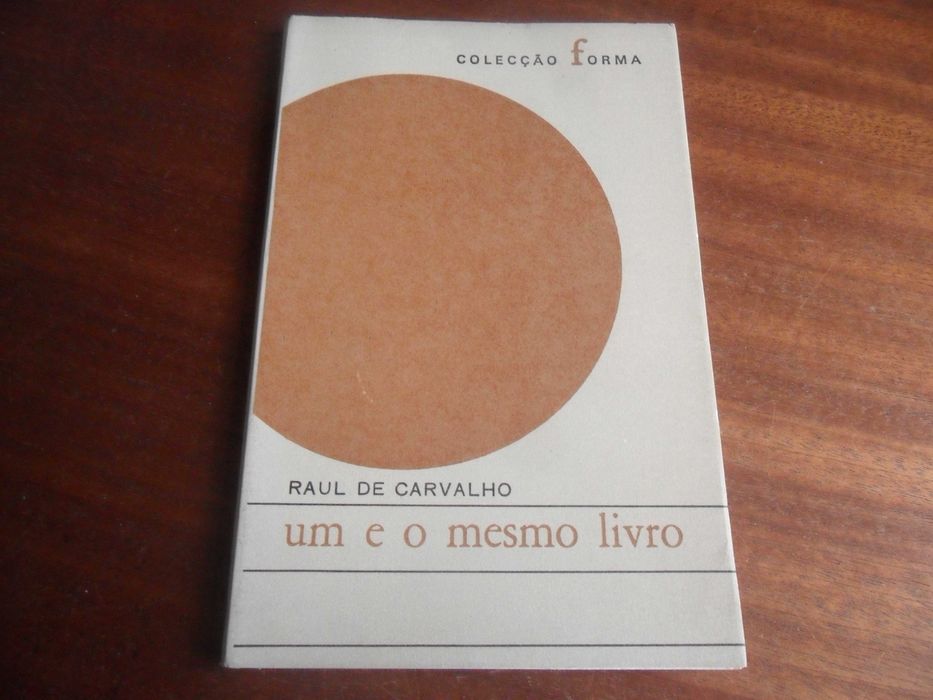 COLECÇÃO FORMA
RAUL DE CARVALHO
um e o mesmo livro